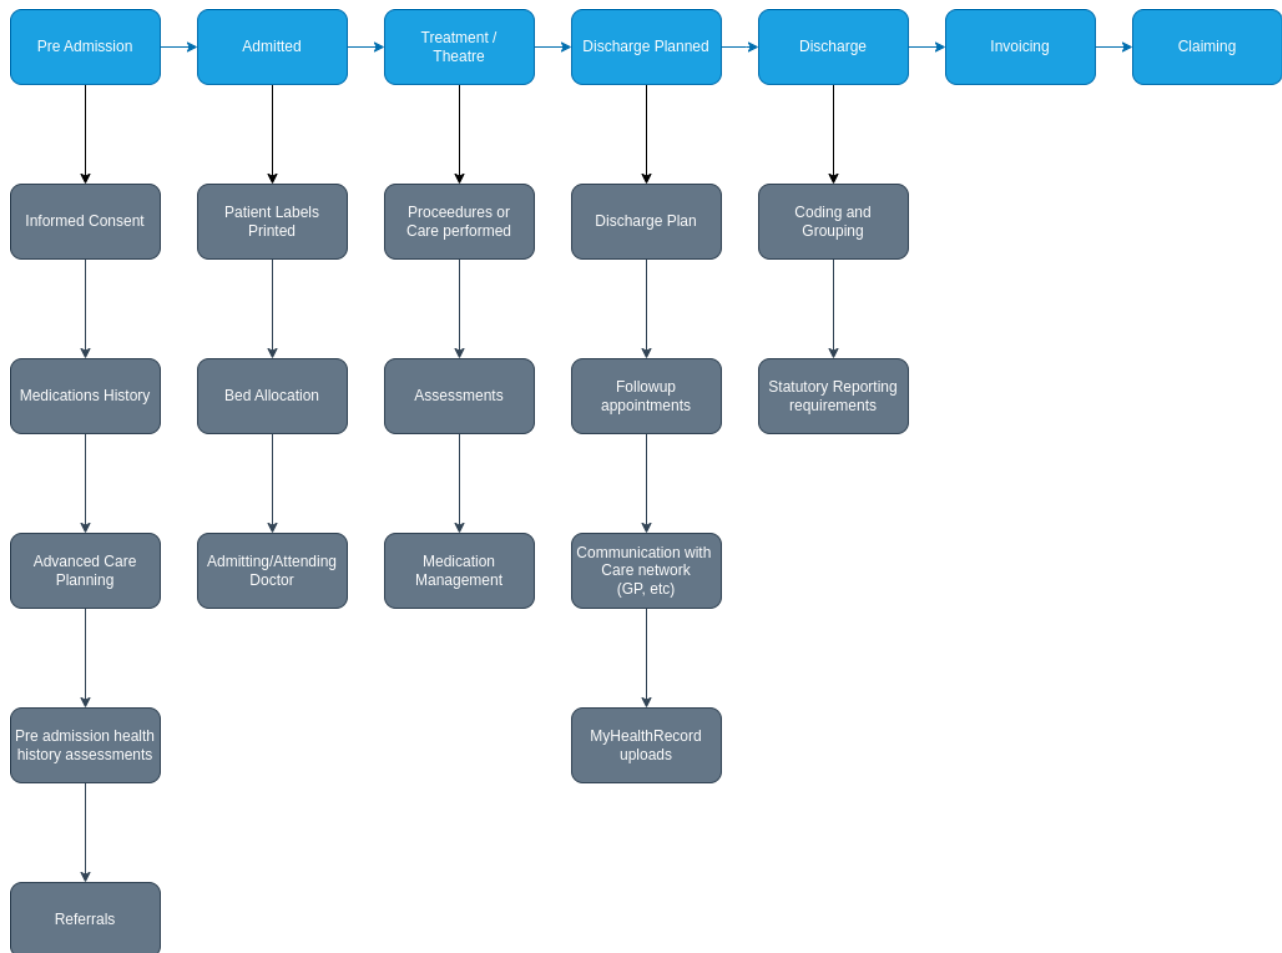 Pre Admission
Admitted
Treatment /
Theatre
Discharge Planned
Discharge
Invoicing
Claiming
Informed Consent
Patient Labels
Printed
Proceedures or
Care performed
Discharge Plan
Coding and
Grouping
Medications History
Bed Allocation
Assessments
Followup
appointments
Statutory Reporting
requirements
Advanced Care
Planning
Admitting/Attending
Doctor
Medication
Management
Communication with
Care network
(GP, etc)
Pre admission health
history assessments
MyHealthRecord
uploads
Referrals